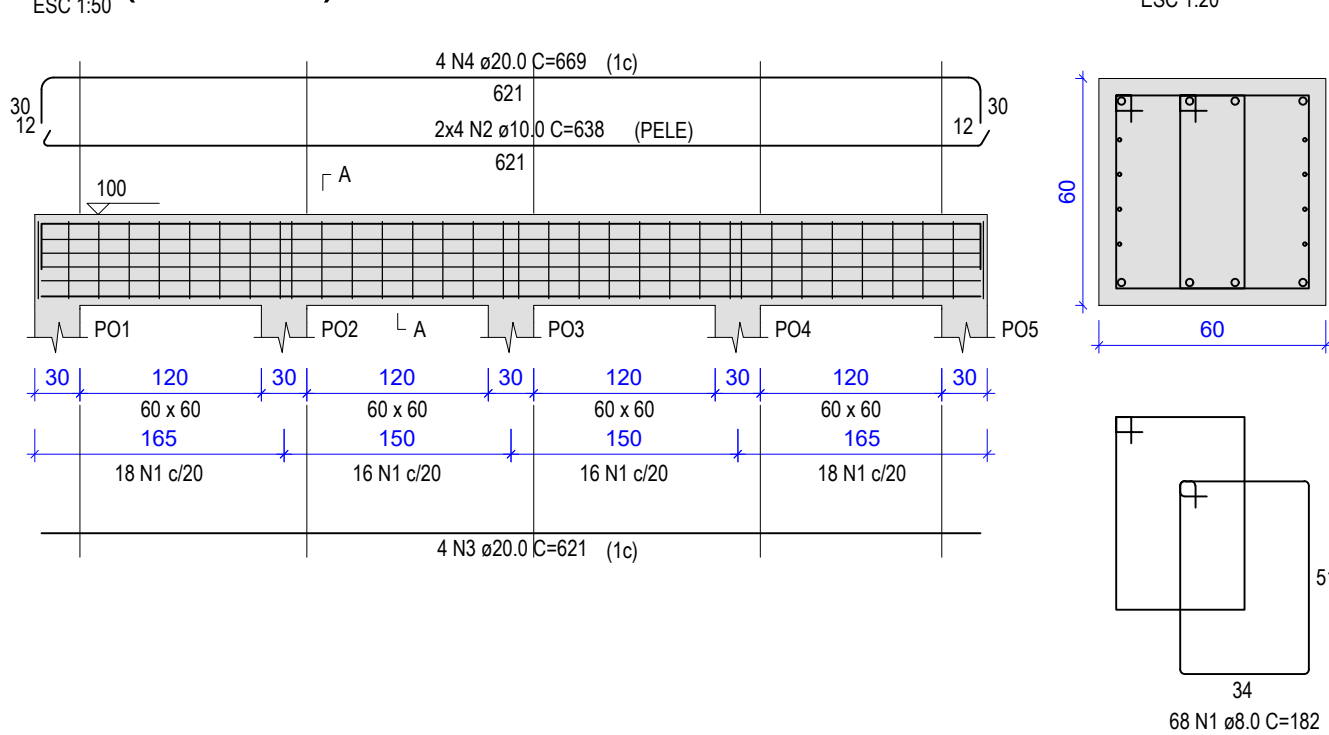 ESC 1:50
ESC 1:20
4 N4 ø20.0 C=669 (1c)
621
30
12
30
12
2x4 N2 ø10.0 C=638 (PELE)
621
A
100
60
PO1
PO2
A
PO3
PO4
PO5
60
30 120 30 120 30 120 30 120 30
60 x 60 60 x 60 60 x 60 60 x 60
165 150 150 165
18 N1 c/20 16 N1 c/20 16 N1 c/20 18 N1 c/20
4 N3 ø20.0 C=621 (1c)
34
68 N1 ø8.0 C=182